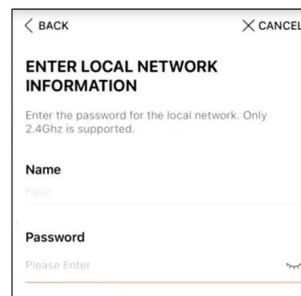 BACK
CANCEL
ENTER LOCAL NETWORK
INFORMATION
Enter the password for the local network. Only
2.4Ghz is supported.
Name
hello
Password
Please Enter